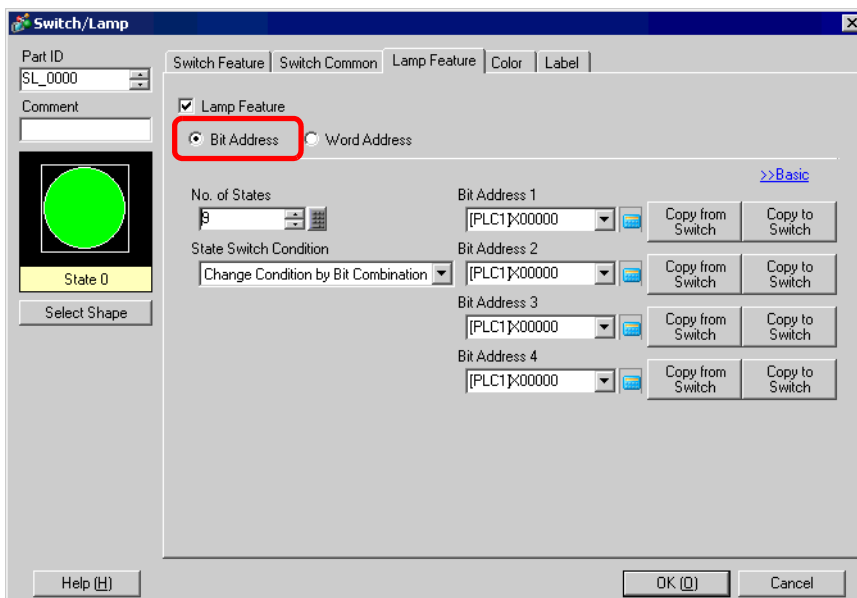 Switch/Lamp
Part ID
SL_0000
Comment
State 0
Select Shape
Switch Feature Switch Common Lamp Feature Color Label
Lamp Feature
Bit Address Word Address
>>Basic
No. of States
9
State Switch Condition
Change Condition by Bit Combination
Bit Address 1
[PLC1]X00000
Copy from Switch
Copy to Switch
Bit Address 2
[PLC1]X00000
Copy from Switch
Copy to Switch
Bit Address 3
[PLC1]X00000
Copy from Switch
Copy to Switch
Bit Address 4
[PLC1]X00000
Copy from Switch
Copy to Switch
Help (H)
OK (O)
Cancel